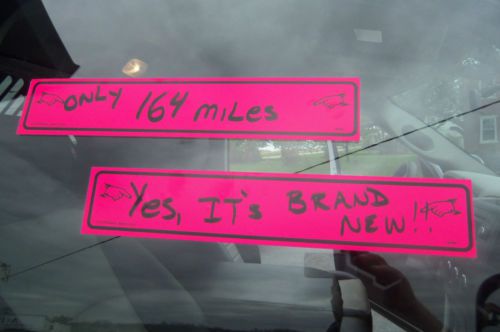 ONLY 164 MILES
YES, IT'S BRAND
NEW!!